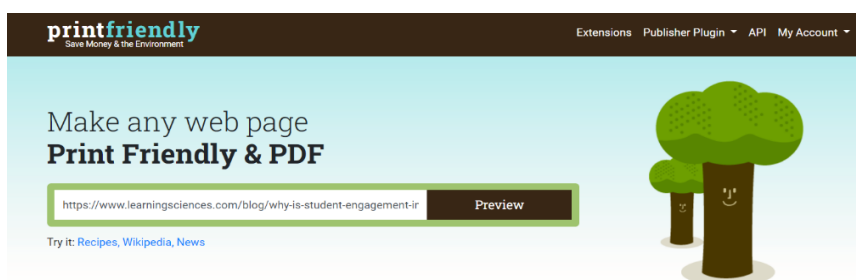 printfriendly
Save Money & the Environment
Extensions Publisher Plugin API My Account
Make any web page
Print Friendly & PDF
https://www.learningsciences.com/blog/why-is-student-engagement-ir Preview
Try it: Recipes, Wikipedia, News